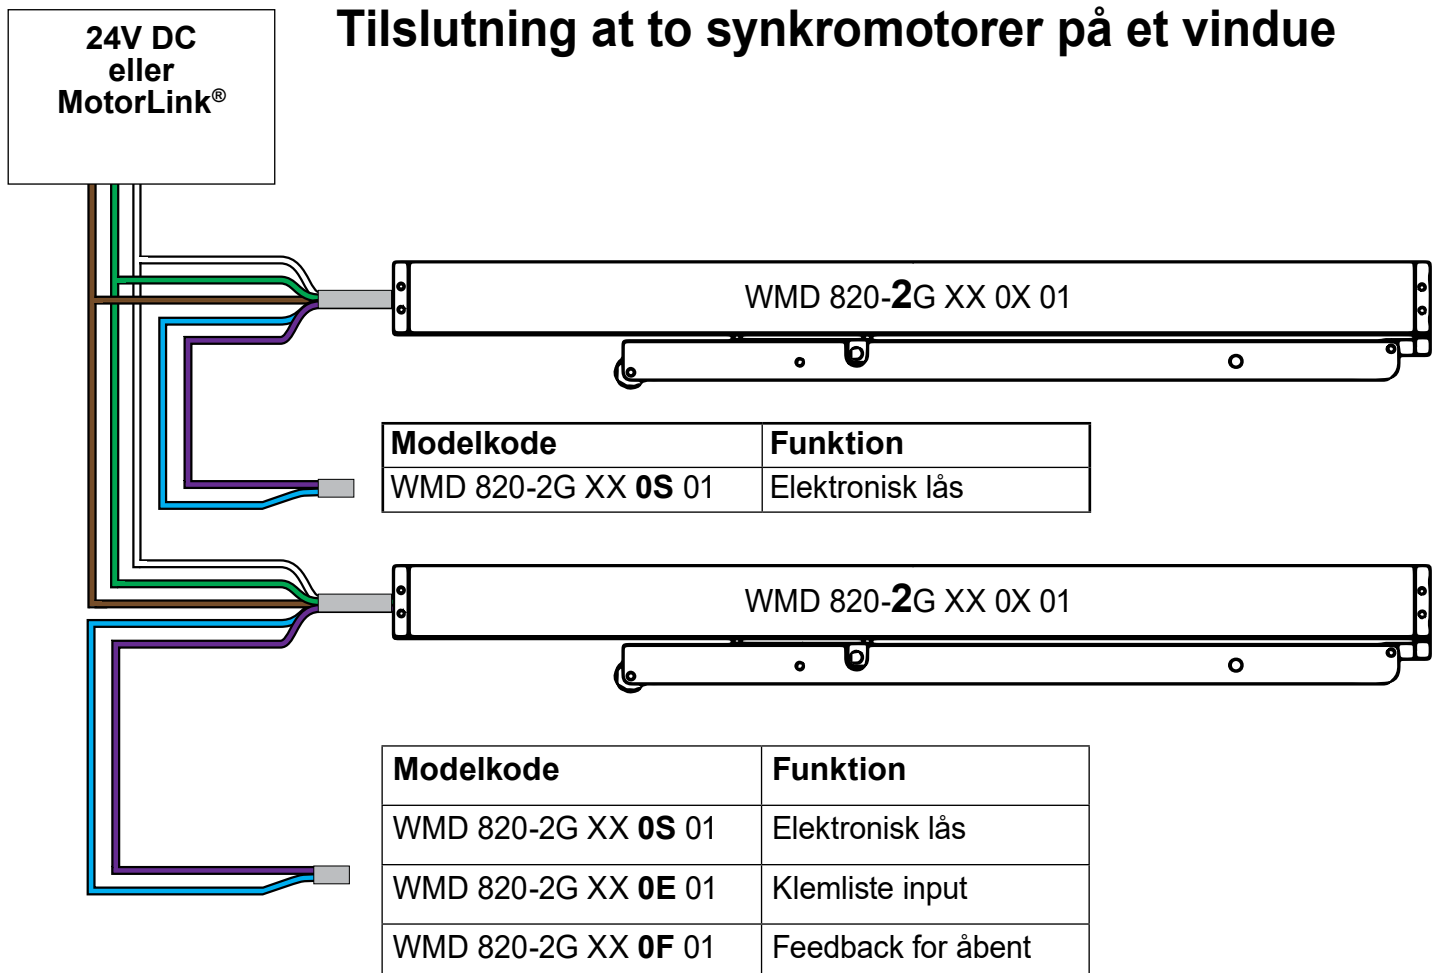 Tilslutning at to synkromotorer på et vindue
24V DC
eller
MotorLink®
WMD 820-2G XX 0X 01
Modelkode Funktion
WMD 820-2G XX 0S 01 Elektronisk lås
WMD 820-2G XX 0X 01
Modelkode Funktion
WMD 820-2G XX 0S 01 Elektronisk lås
WMD 820-2G XX 0E 01 Klemliste input
WMD 820-2G XX 0F 01 Feedback for åbent